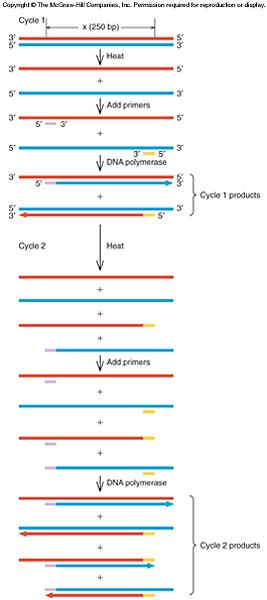 Copyright © The McGraw-Hill Companies, Inc. Permission required for reproduction or display.
Cycle 1
x (250 bp)
3′ 5′
5′ 3′
Heat
3′ 5′
+
5′ 3′
Add primers
3′ 5′
5′ 3′
+
5′ 3′
3′ 5′
DNA polymerase
3′ 5′
5′ 3′
+
Cycle 1 products
5′ 3′
3′ 5′
Cycle 2
Heat
+
+
+
Add primers
+
+
+
DNA polymerase
+
+
Cycle 2 products
+